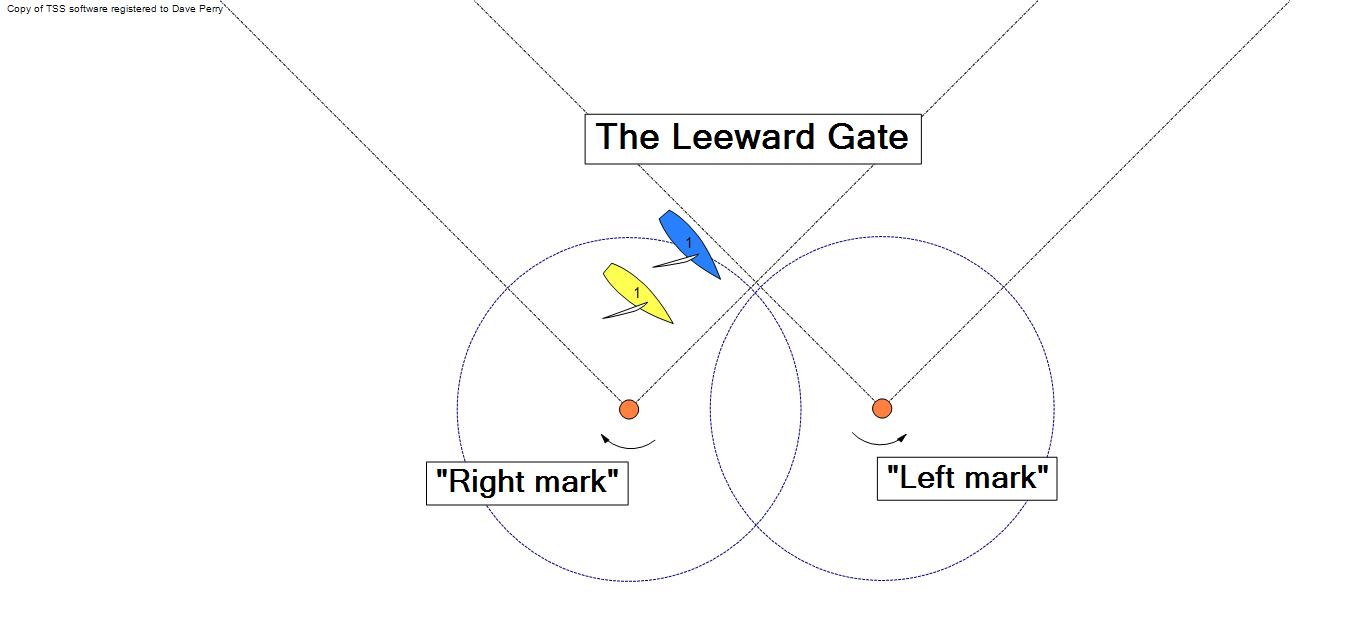 Copy of TSS software registered to Dave Perry
The Leeward Gate
1
1
"Right mark"
"Left mark"